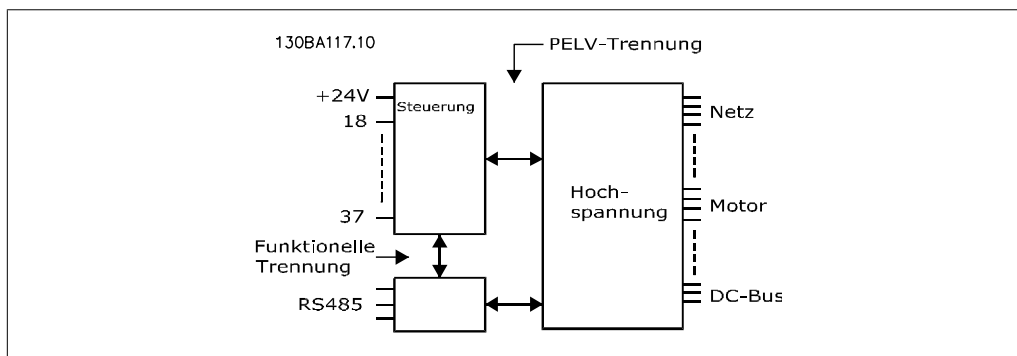 130BA117.10
PELV-Trennung
+24V
Steuerung
18
Netz
Hoch-
spannung
37
Motor
Funktionelle
Trennung
RS485
DC-Bus